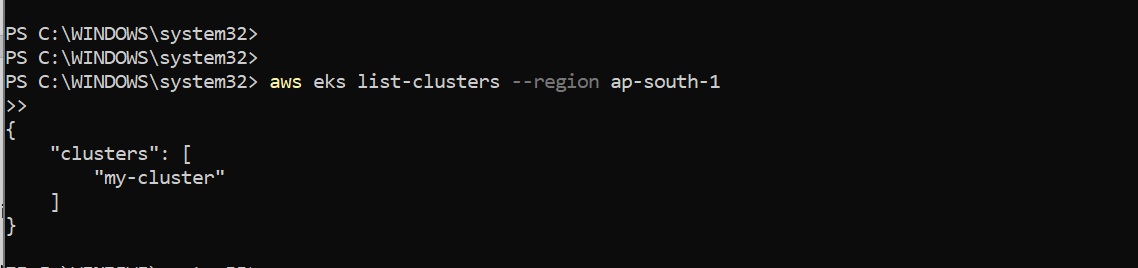 PS C:\WINDOWS\system32>
PS C:\WINDOWS\system32>
PS C:\WINDOWS\system32> aws eks list-clusters --region ap-south-1
>>
{
    "clusters": [
        "my-cluster"
    ]
}